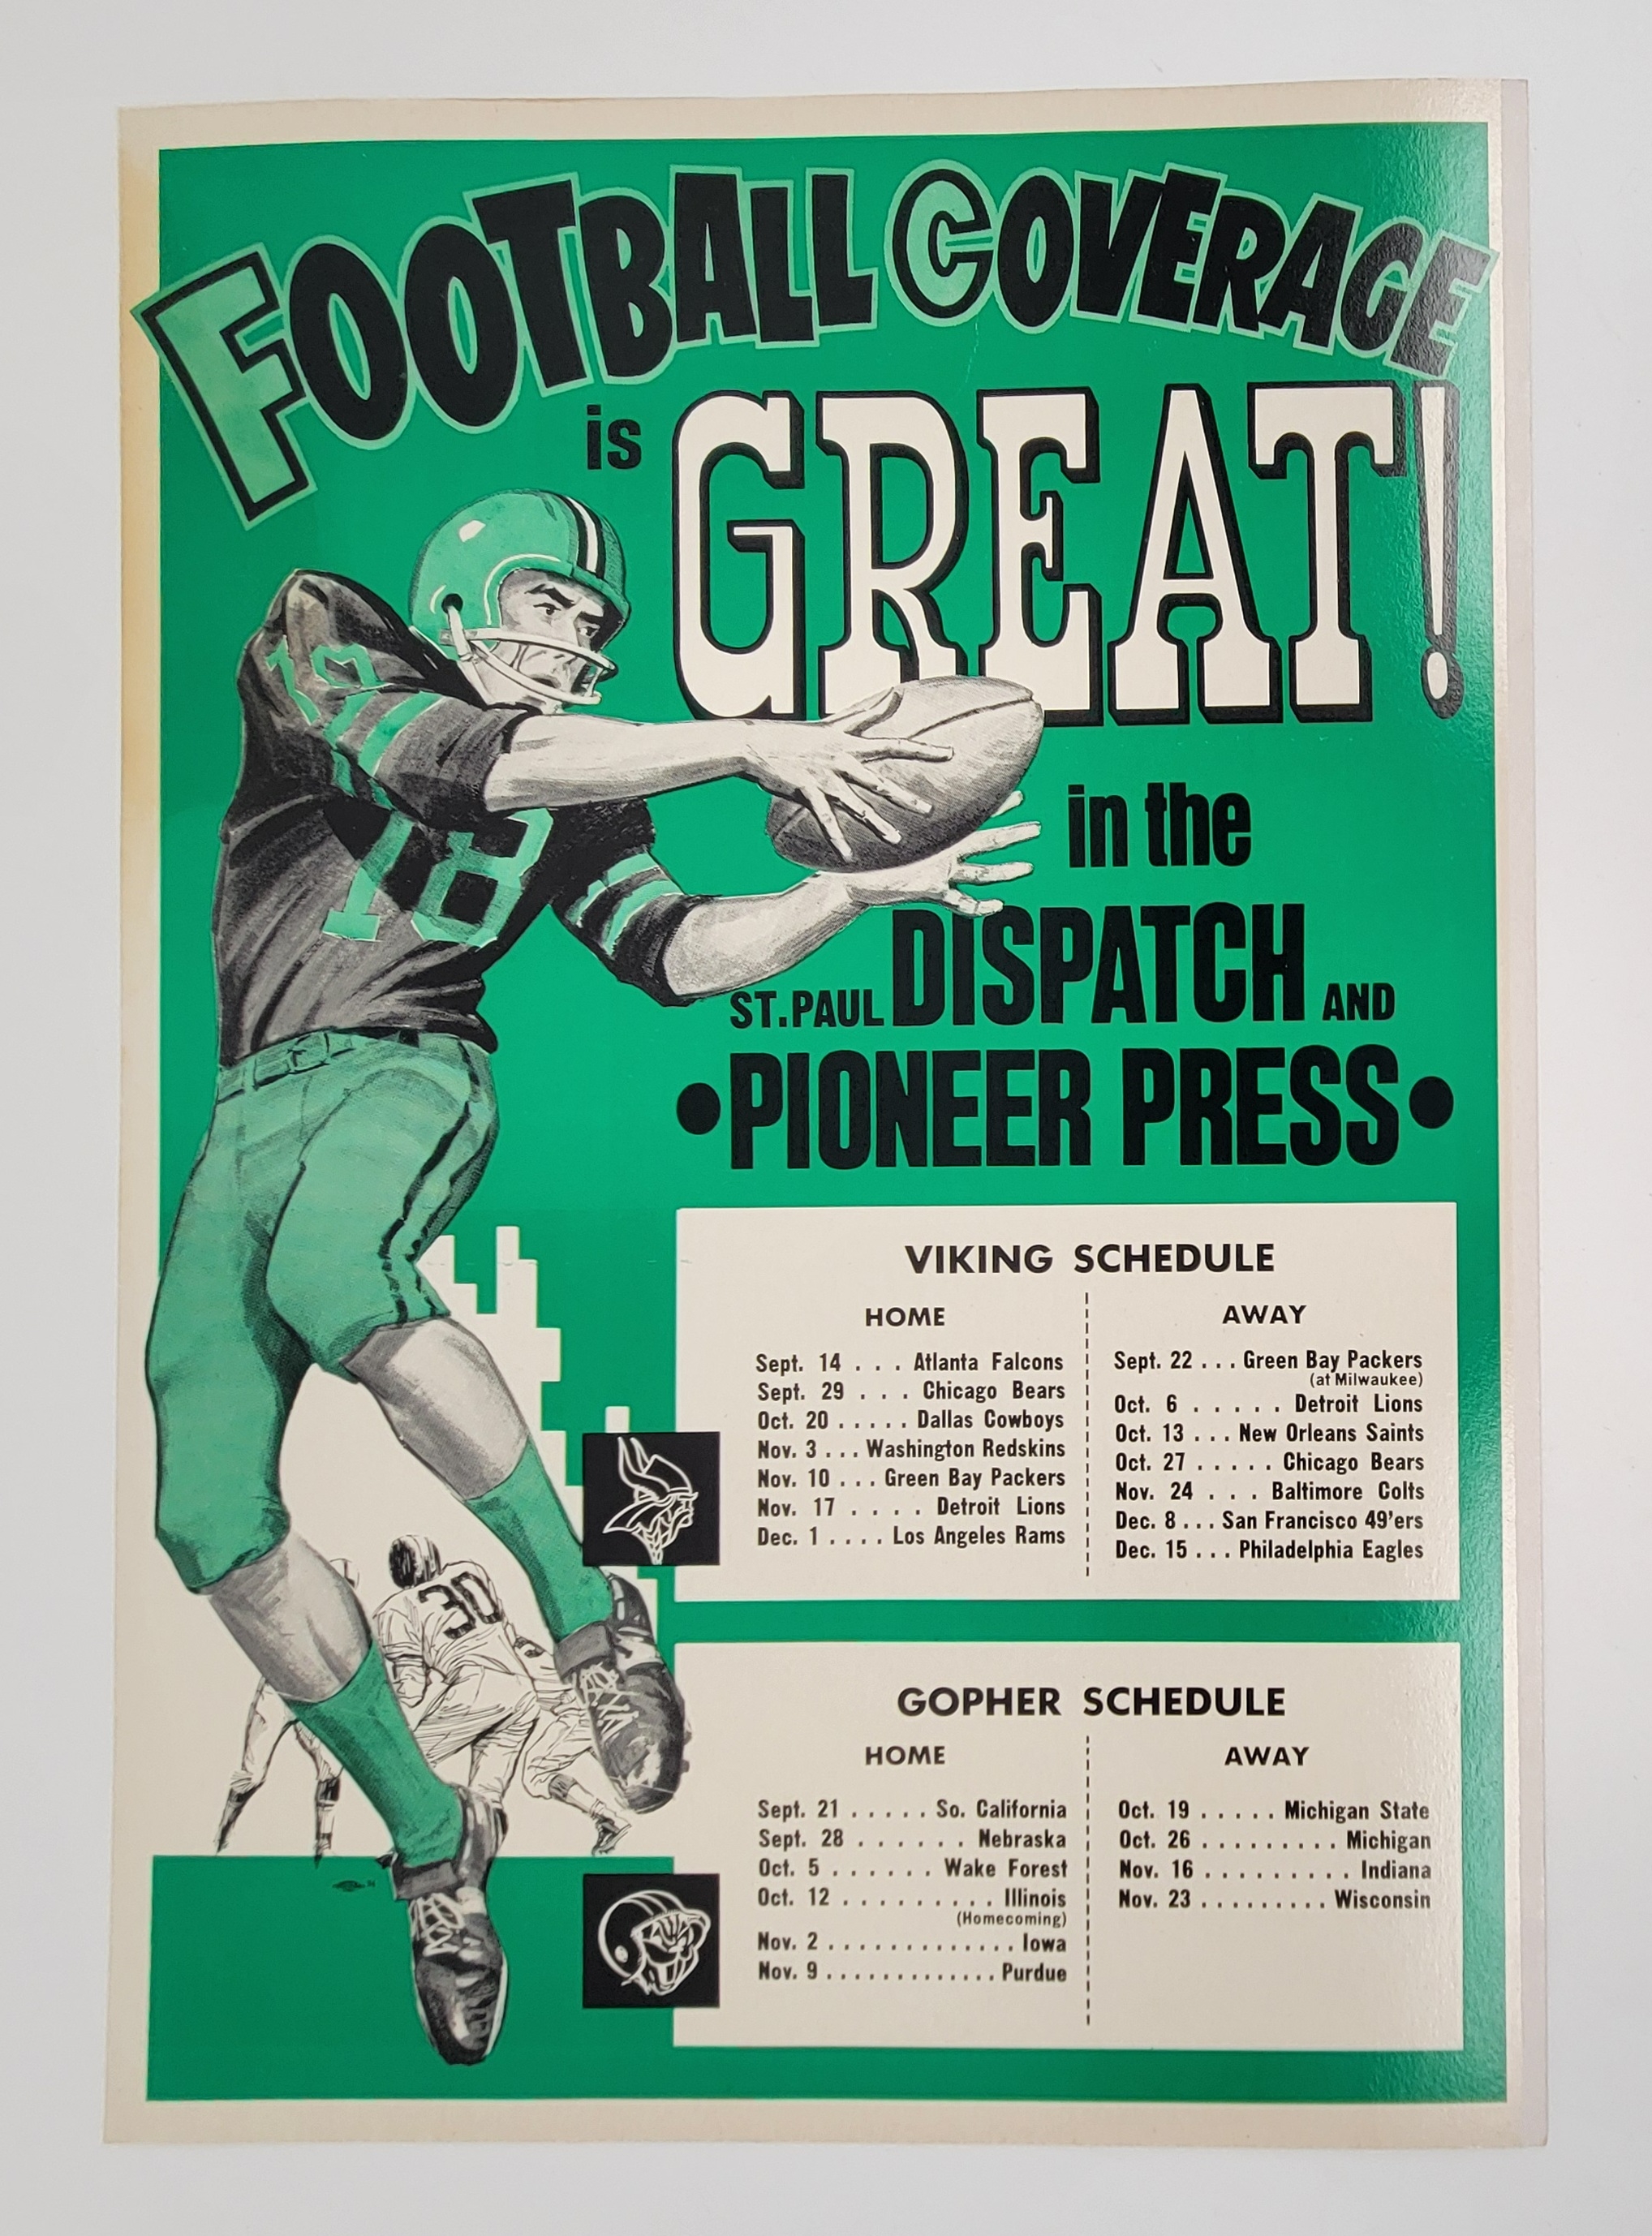 FOOTBALL COVERAGE
is GREAT!
in the
ST. PAUL DISPATCH AND
•PIONEER PRESS•
18
18
30
VIKING SCHEDULE
HOME
Sept. 14 . . . Atlanta Falcons
Sept. 29 . . . Chicago Bears
Oct. 20 . . . . . Dallas Cowboys
Nov. 3 . . . Washington Redskins
Nov. 10 . . . Green Bay Packers
Nov. 17 . . . . Detroit Lions
Dec. 1 . . . . Los Angeles Rams
AWAY
Sept. 22 . . . Green Bay Packers
(at Milwaukee)
Oct. 6 . . . . . Detroit Lions
Oct. 13 . . . New Orleans Saints
Oct. 27 . . . . . Chicago Bears
Nov. 24 . . . Baltimore Colts
Dec. 8 . . . San Francisco 49'ers
Dec. 15 . . . Philadelphia Eagles
GOPHER SCHEDULE
HOME
Sept. 21 . . . . . So. California
Sept. 28 . . . . . . Nebraska
Oct. 5 . . . . . . Wake Forest
Oct. 12 . . . . . . . . . Illinois
(Homecoming)
Nov. 2 . . . . . . . . . . . . . Iowa
Nov. 9 . . . . . . . . . . . . . Purdue
AWAY
Oct. 19 . . . . . Michigan State
Oct. 26 . . . . . . . . . Michigan
Nov. 16 . . . . . . . . . . Indiana
Nov. 23 . . . . . . . . . Wisconsin